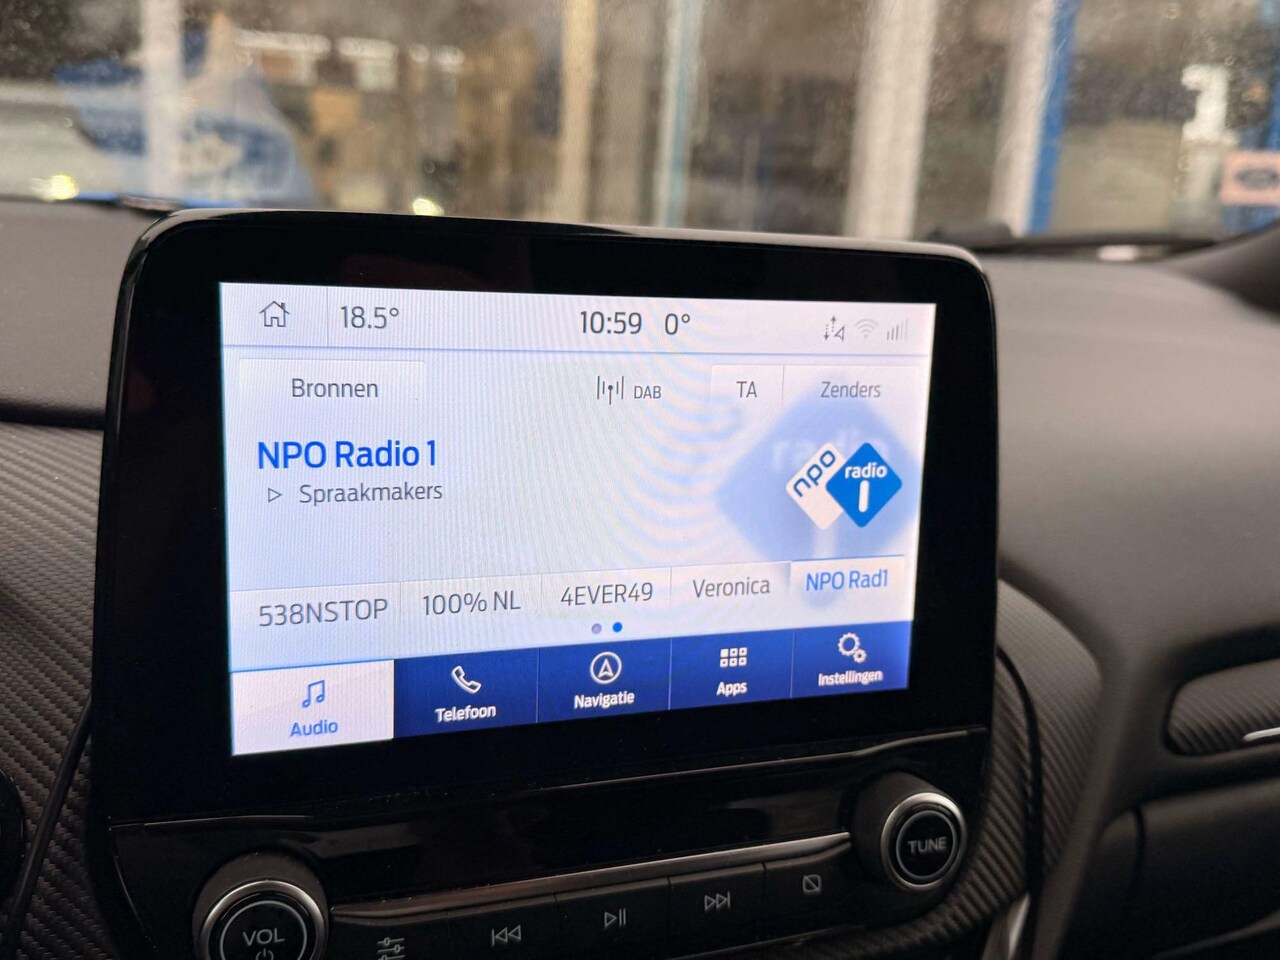 18.5° 10:59 0°
Bronnen DAB TA Zenders
NPO Radio 1
Spraakmakers
npo radio 1
538NSTOP 100% NL 4EVER49 Veronica NPO Rad1
Audio Telefoon Navigatie Apps Instellingen
TUNE
VOL